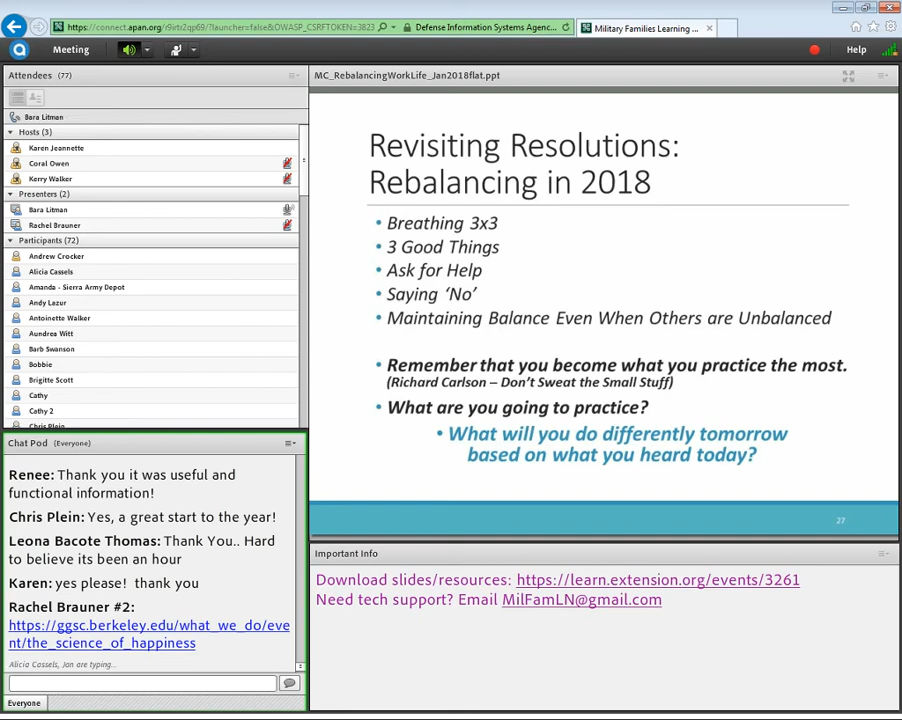 https://connect.apan.org/r9irtz2qp69/?launcher=false&OWASP_CSRFTOKEN=3823
Defense Information Systems Agenc...
Military Families Learning ...
Meeting
Help
Attendees (77)
Bara Litman
Hosts (3)
Karen Jeannette
Coral Owen
Kerry Walker
Presenters (2)
Bara Litman
Rachel Brauner
Participants (72)
Andrew Crocker
Alicia Cassels
Amanda - Sierra Army Depot
Andy Lazur
Antoinette Walker
Aundrea Witt
Barb Swanson
Bobbie
Brigitte Scott
Cathy
Cathy 2
Chris Plein
Chat Pod (Everyone)
Renee: Thank you it was useful and
functional information!
Chris Plein: Yes, a great start to the year!
Leona Bacote Thomas: Thank You.. Hard
to believe its been an hour
Karen: yes please! thank you
Rachel Brauner #2:
https://ggsc.berkeley.edu/what_we_do/eve
nt/the_science_of_happiness
Alicia Cassels, Jan are typing...
Everyone
MC_RebalancingWorkLife_Jan2018flat.ppt
Revisiting Resolutions:
Rebalancing in 2018
• Breathing 3x3
• 3 Good Things
• Ask for Help
• Saying ‘No’
• Maintaining Balance Even When Others are Unbalanced
• Remember that you become what you practice the most.
(Richard Carlson – Don’t Sweat the Small Stuff)
• What are you going to practice?
• What will you do differently tomorrow
based on what you heard today?
27
Important Info
Download slides/resources: https://learn.extension.org/events/3261
Need tech support? Email MilFamLN@gmail.com